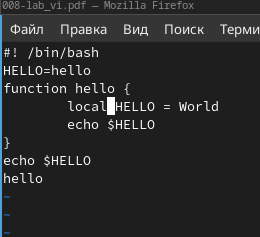 008-lab_vi.pdf — Mozilla Firefox
Файл Правка Вид Поиск Терми
#! /bin/bash
HELLO=hello
function hello {
local HELLO = World
echo $HELLO
}
echo $HELLO
hello
~
~
~